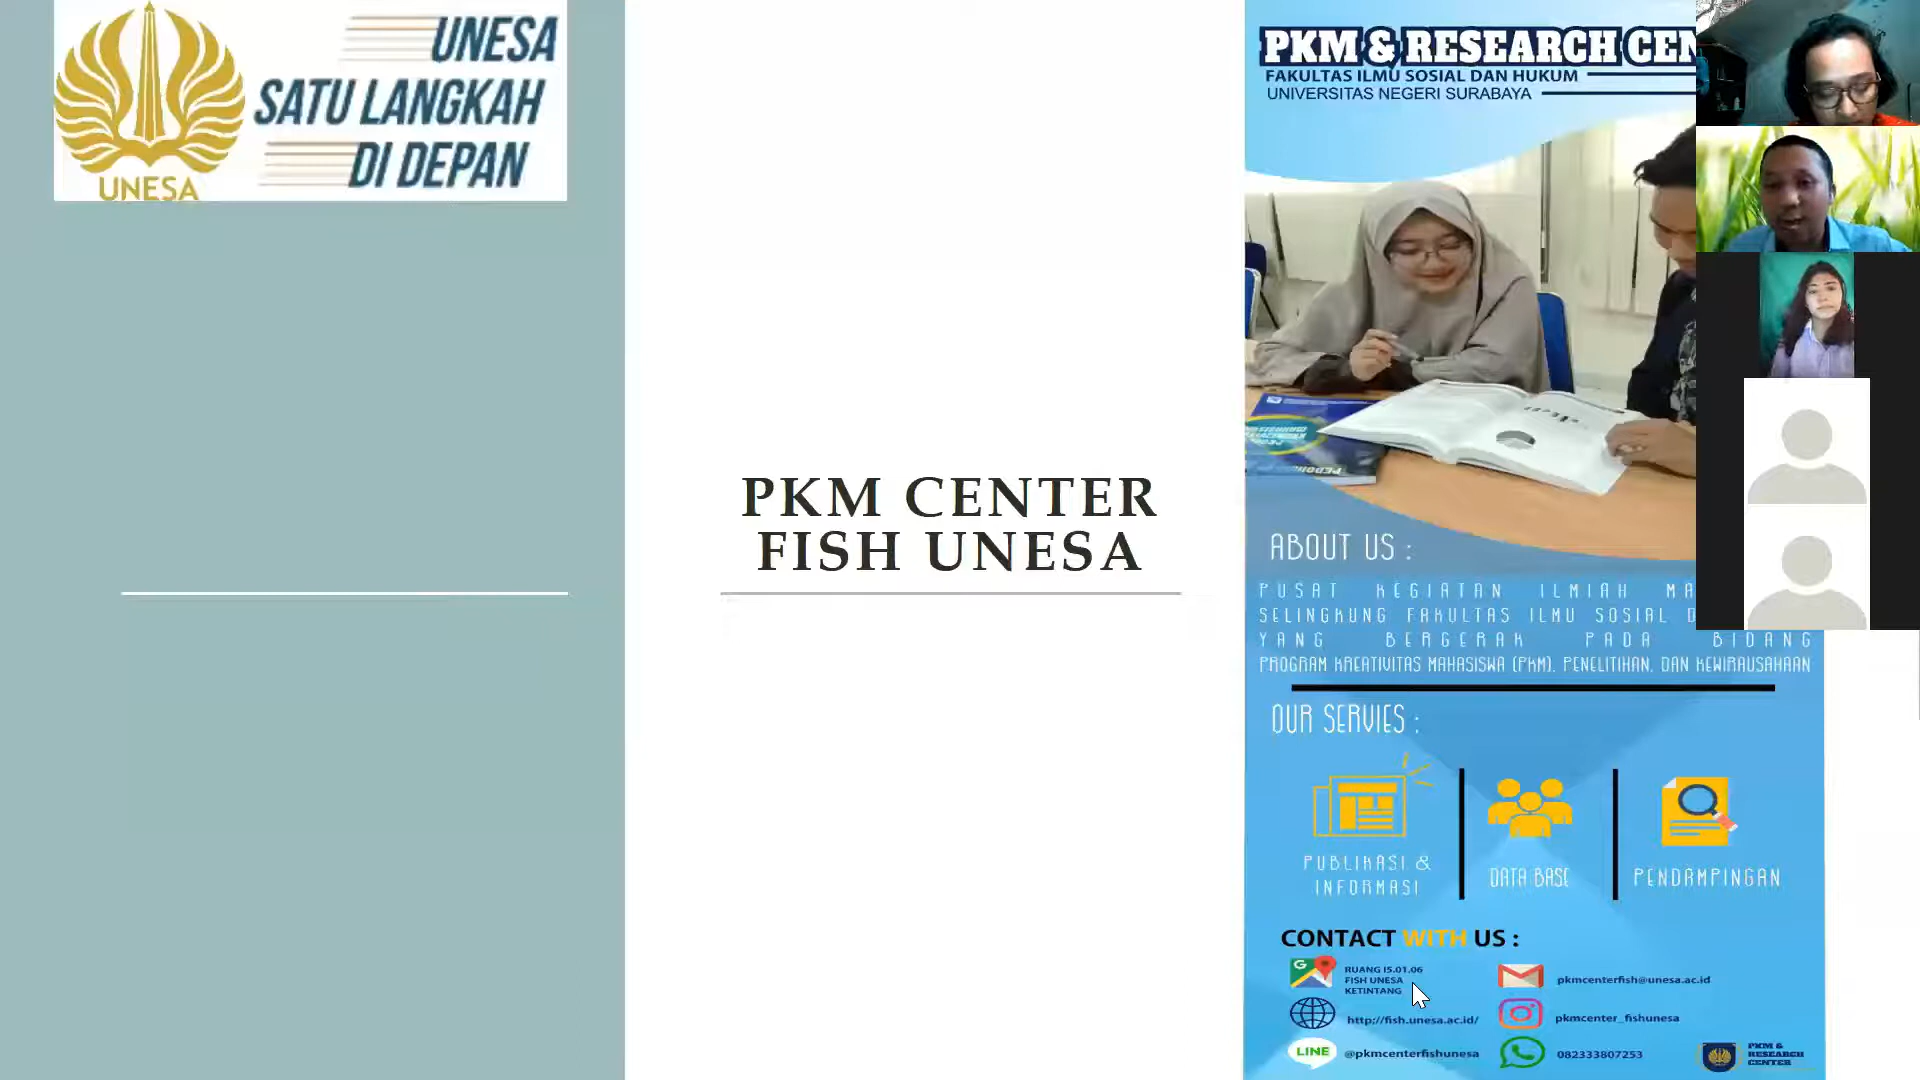 UNESA
SATU LANGKAH
DI DEPAN
UNESA
PKM CENTER
FISH UNESA
PKM & RESEARCH CEN
FAKULTAS ILMU SOSIAL DAN HUKUM
UNIVERSITAS NEGERI SURABAYA
ABOUT US :
PUSAT KEGIATAN ILMIAH MA
SELINGKUNG FAKULTAS ILMU SOSIAL D
YANG BERGERAK PADA BIDANG
PROGRAM KREATIVITAS MAHASISWA (PKM), PENELITIHAN, DAN KEWIRAUSAHAAN
OUR SERVIES :
PUBLIKASI &
INFORMASI
DATA BASE
PENDAMPINGAN
CONTACT WITH US :
RUANG I5.01.06
FISH UNESA
KETINTANG
pkmcenterfish@unesa.ac.id
http://fish.unesa.ac.id/
pkmcenter_fishunesa
LINE
@pkmcenterfishunesa
082333807253
PKM &
RESEARCH
CENTER